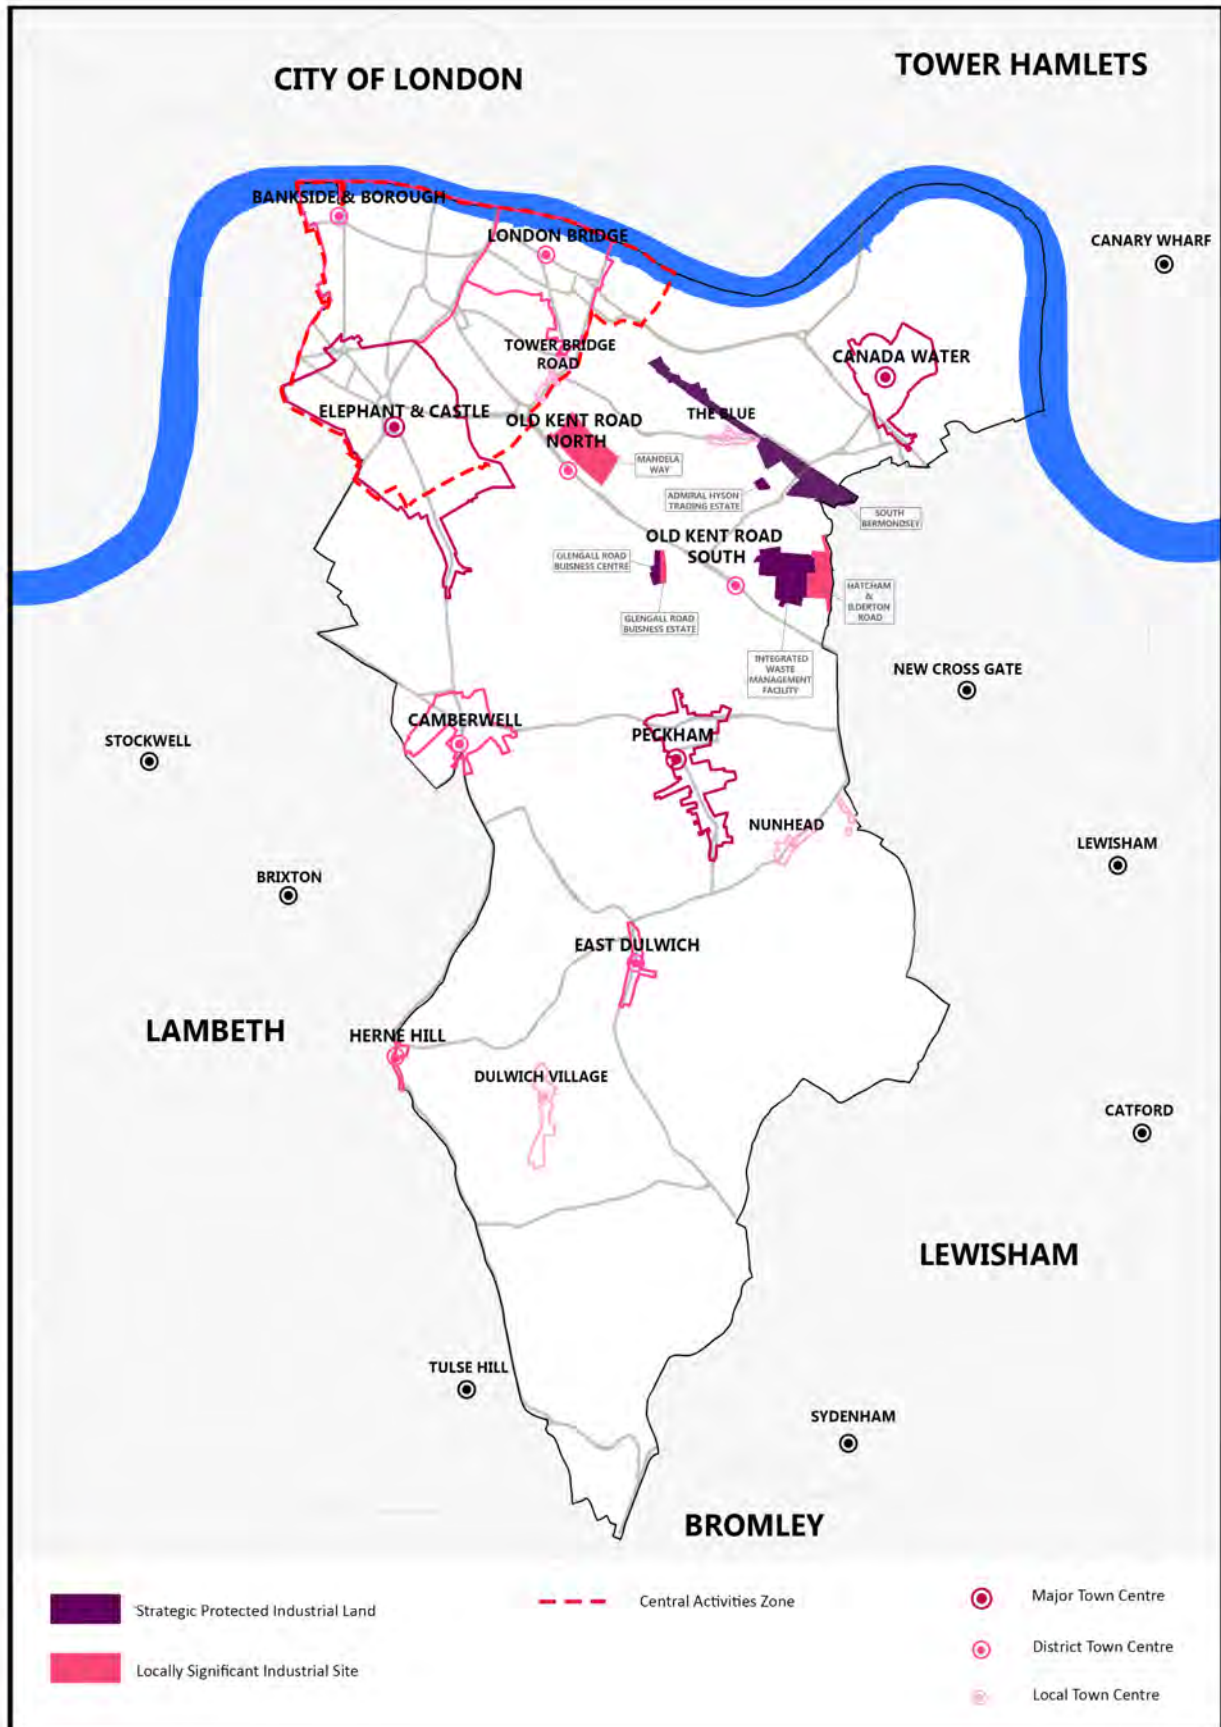 CITY OF LONDON
TOWER HAMLETS
BANKSIDE & BOROUGH
LONDON BRIDGE
CANARY WHARF
TOWER BRIDGE
ROAD
CANADA WATER
ELEPHANT & CASTLE
OLD KENT ROAD
NORTH
THE BLUE
MANDELA
WAY
ADMIRAL HYSON
TRADING ESTATE
SOUTH
BERMONDSEY
OLD KENT ROAD
SOUTH
GLENGALL ROAD
BUISNESS CENTRE
HATCHAM
&
ILDERTON
ROAD
GLENGALL ROAD
BUISNESS ESTATE
INTEGRATED
WASTE
MANAGEMENT
FACILITY
NEW CROSS GATE
CAMBERWELL
PECKHAM
STOCKWELL
NUNHEAD
LEWISHAM
BRIXTON
EAST DULWICH
LAMBETH
HERNE HILL
DULWICH VILLAGE
CATFORD
LEWISHAM
TULSE HILL
SYDENHAM
BROMLEY
Strategic Protected Industrial Land
Central Activities Zone
Major Town Centre
Locally Significant Industrial Site
District Town Centre
Local Town Centre